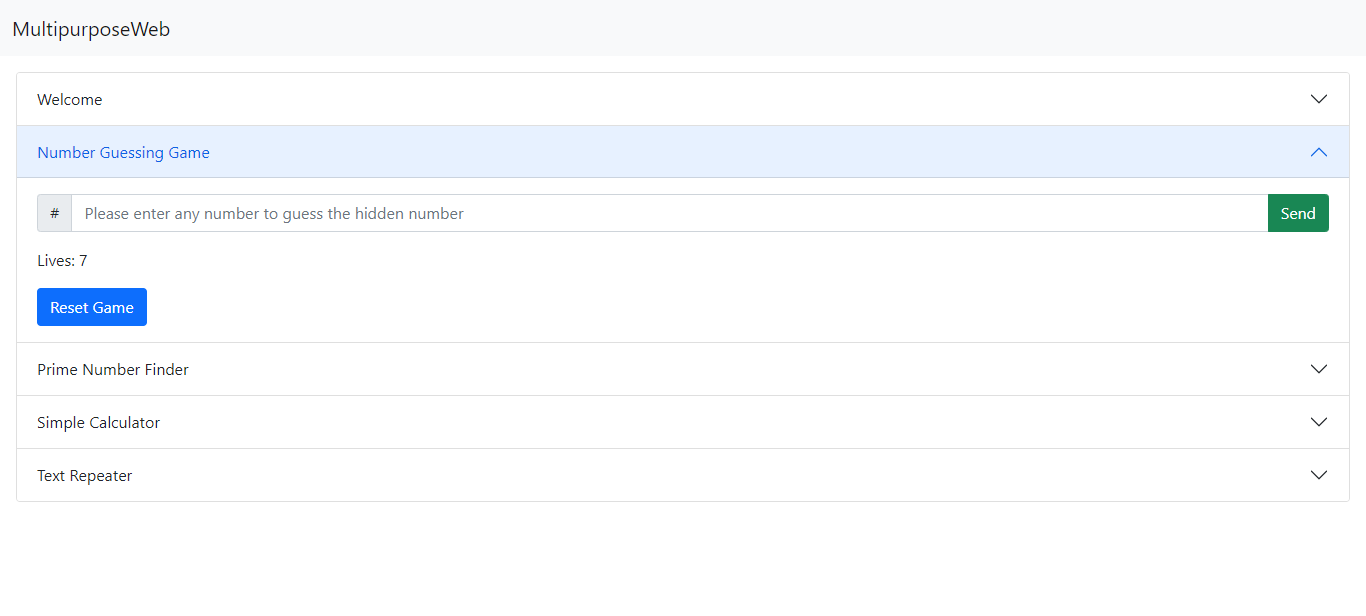 MultipurposeWeb
Welcome
Number Guessing Game
# Please enter any number to guess the hidden number Send
Lives: 7
Reset Game
Prime Number Finder
Simple Calculator
Text Repeater